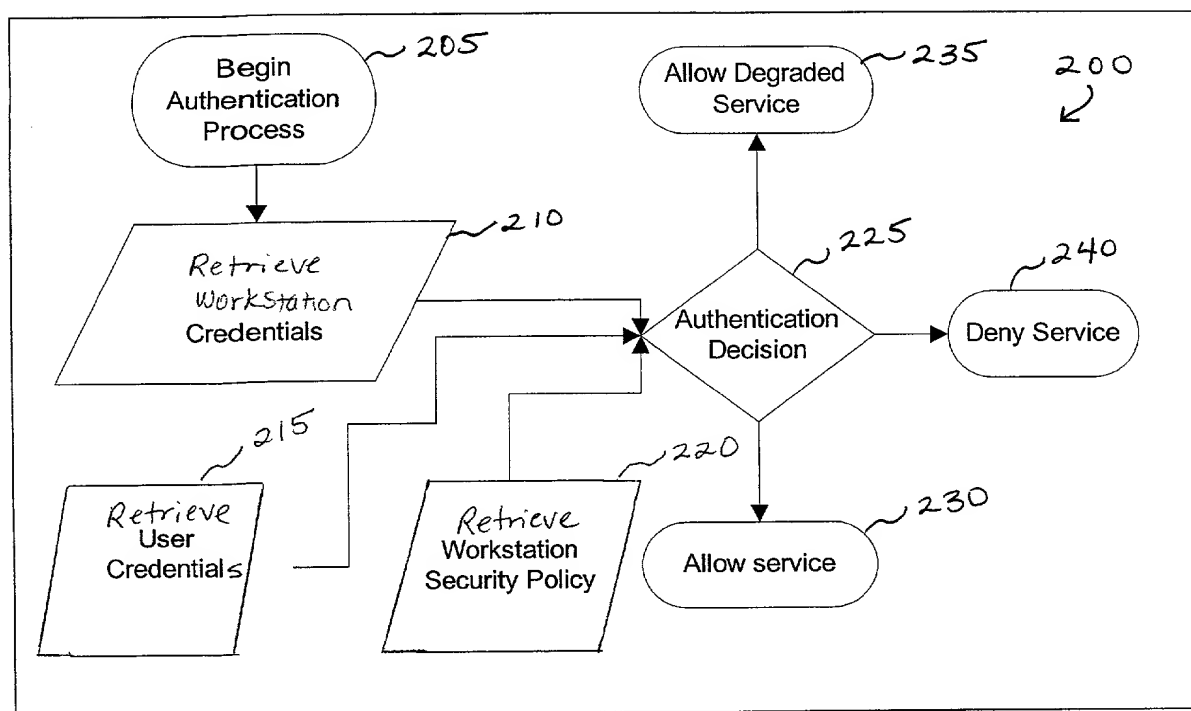 Begin
Authentication
Process
205
Allow Degraded
Service
235
200
Retrieve
Workstation
Credentials
210
Authentication
Decision
225
Deny Service
240
Retrieve
User
Credentials
215
Retrieve
Workstation
Security Policy
220
Allow service
230